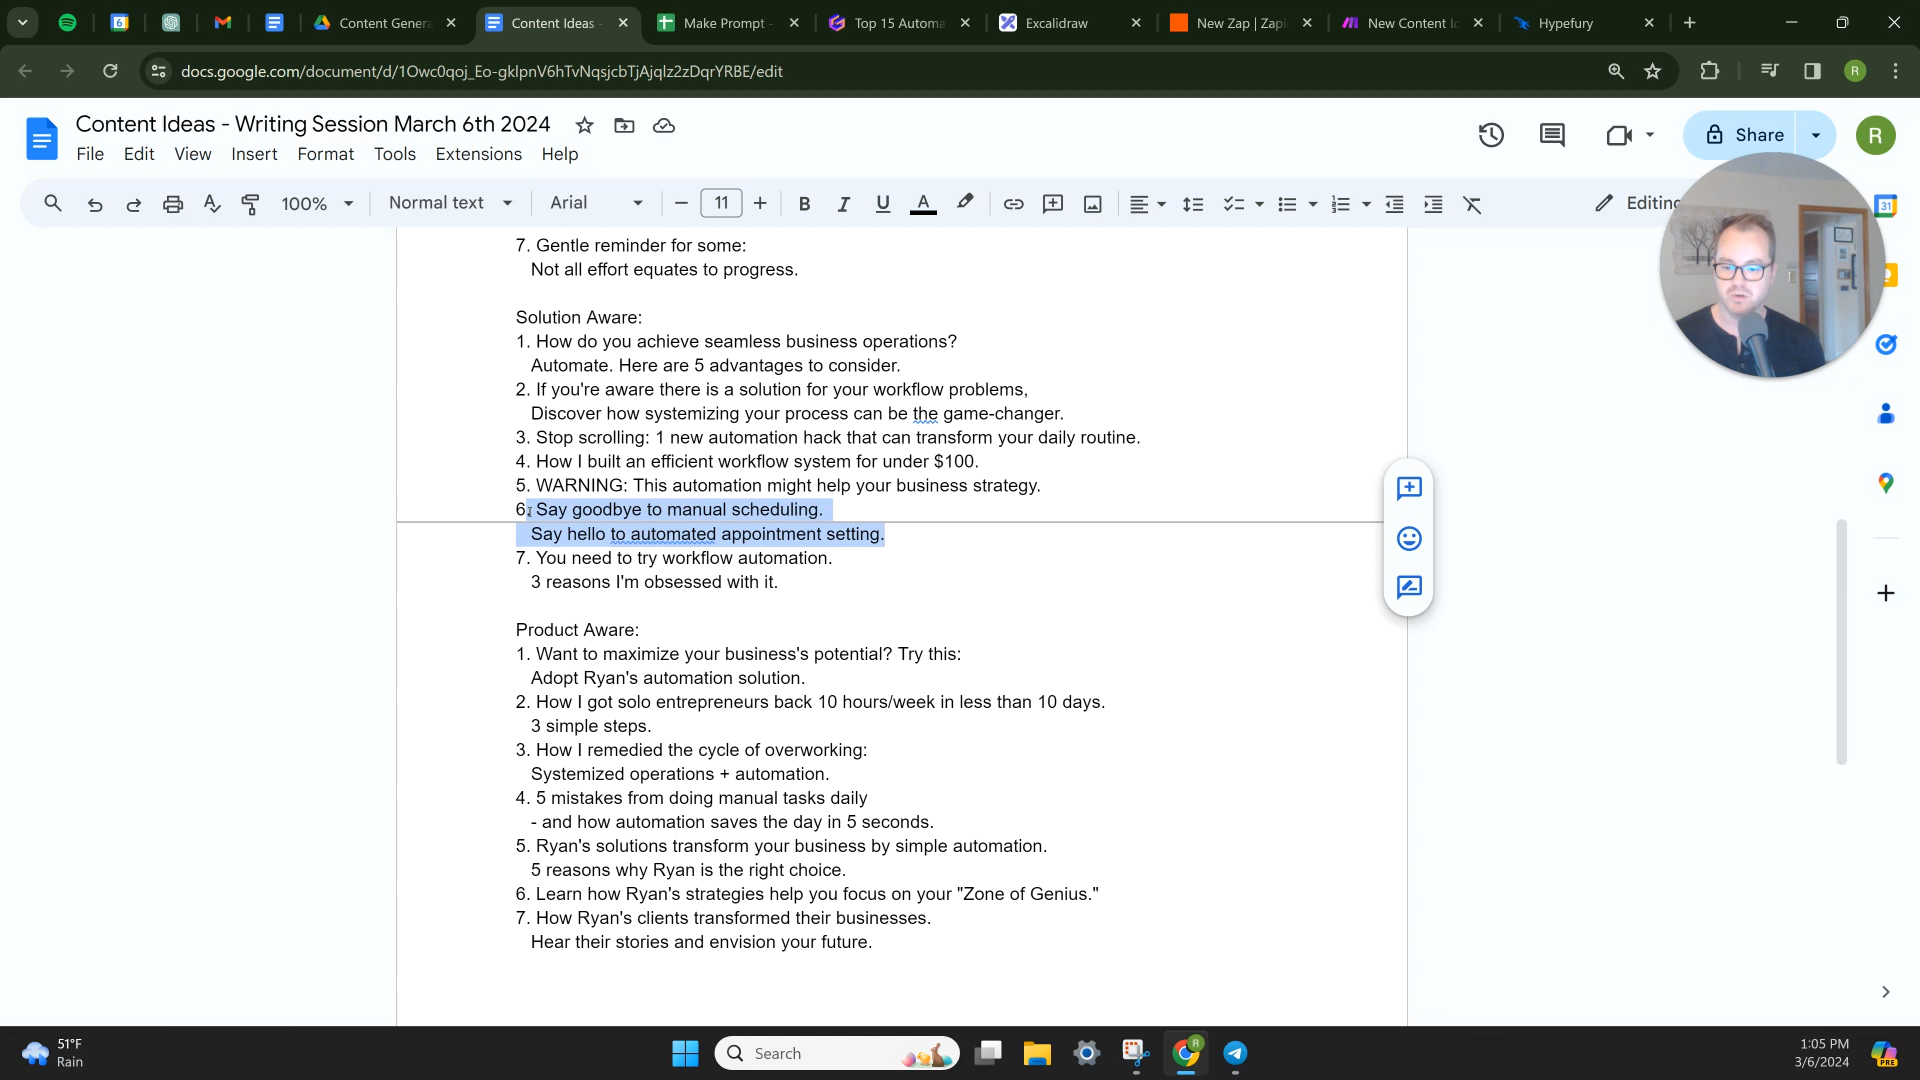 Content Genera
Content Ideas -
Make Prompt -
Top 15 Automa
Excalidraw
New Zap | Zapi
New Content Id
Hypefury
docs.google.com/document/d/1Owc0qoj_Eo-gklpnV6hTvNqsjcbTjAjqlz2zDqrYRBE/edit
R
Content Ideas - Writing Session March 6th 2024
File Edit View Insert Format Tools Extensions Help
Share
R
100% Normal text Arial 11 B I U A Editing
31
7. Gentle reminder for some:
Not all effort equates to progress.
Solution Aware:
1. How do you achieve seamless business operations?
Automate. Here are 5 advantages to consider.
2. If you're aware there is a solution for your workflow problems,
Discover how systemizing your process can be the game-changer.
3. Stop scrolling: 1 new automation hack that can transform your daily routine.
4. How I built an efficient workflow system for under $100.
5. WARNING: This automation might help your business strategy.
6. Say goodbye to manual scheduling.
Say hello to automated appointment setting.
7. You need to try workflow automation.
3 reasons I'm obsessed with it.
Product Aware:
1. Want to maximize your business's potential? Try this:
Adopt Ryan's automation solution.
2. How I got solo entrepreneurs back 10 hours/week in less than 10 days.
3 simple steps.
3. How I remedied the cycle of overworking:
Systemized operations + automation.
4. 5 mistakes from doing manual tasks daily
- and how automation saves the day in 5 seconds.
5. Ryan's solutions transform your business by simple automation.
5 reasons why Ryan is the right choice.
6. Learn how Ryan's strategies help you focus on your "Zone of Genius."
7. How Ryan's clients transformed their businesses.
Hear their stories and envision your future.
51°F
Rain
Search
R
1:05 PM
3/6/2024
PRE